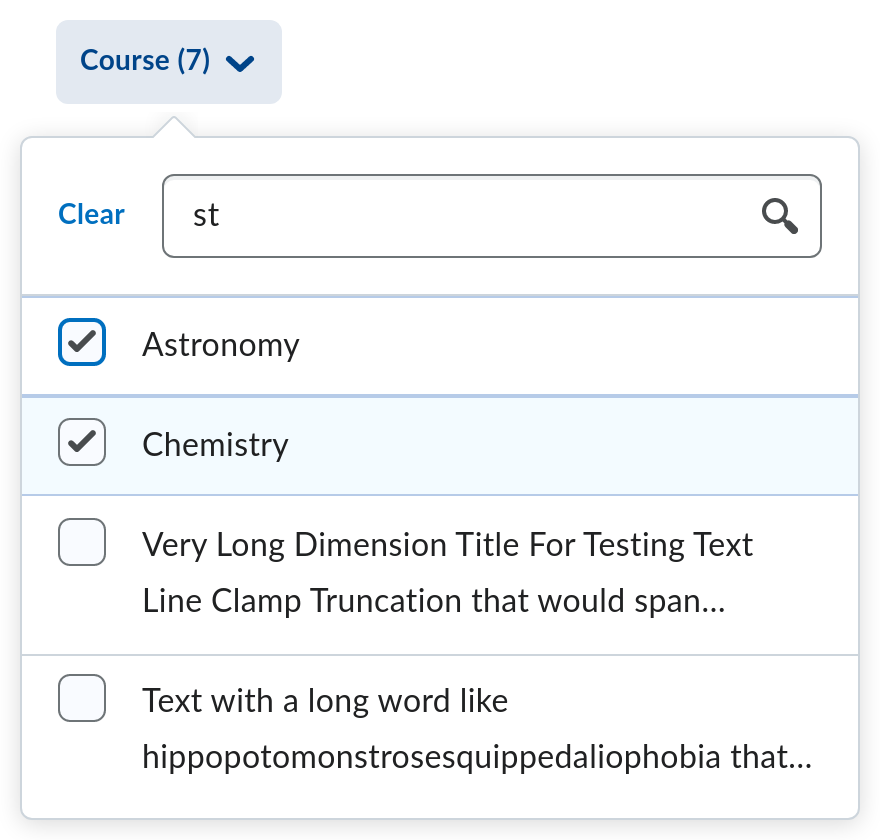 Course (7)
Clear
st
Astronomy
Chemistry
Very Long Dimension Title For Testing Text
Line Clamp Truncation that would span...
Text with a long word like
hippopotomonstrosesquippedaliophobia that...